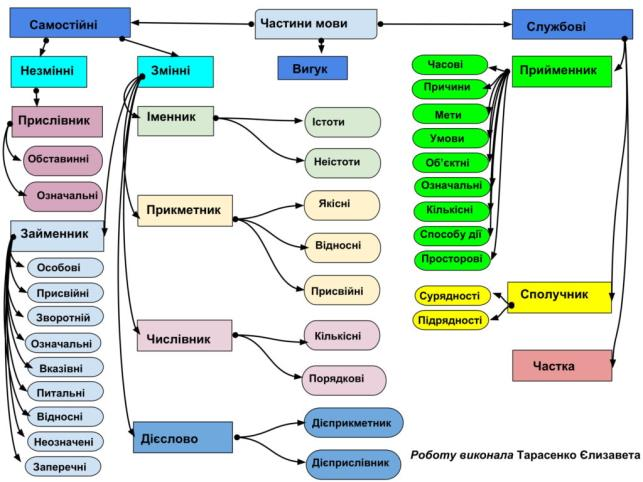 Самостійні
Частини мови
Службові
Незмінні
Змінні
Вигук
Часові
Прийменник
Причини
Прислівник
Іменник
Істоти
Мети
Умови
Обставинні
Неістоти
Об'єктні
Означальні
Означальні
Прикметник
Якісні
Кількісні
Займенник
Способу дії
Відносні
Просторові
Особові
Присвійні
Присвійні
Сурядності
Сполучник
Зворотній
Підрядності
Означальні
Числівник
Кількісні
Вказівні
Частка
Питальні
Порядкові
Відносні
Дієприкметник
Неозначені
Дієслово
Роботу виконала Тарасенко Єлизавета
Заперечні
Дієприслівник